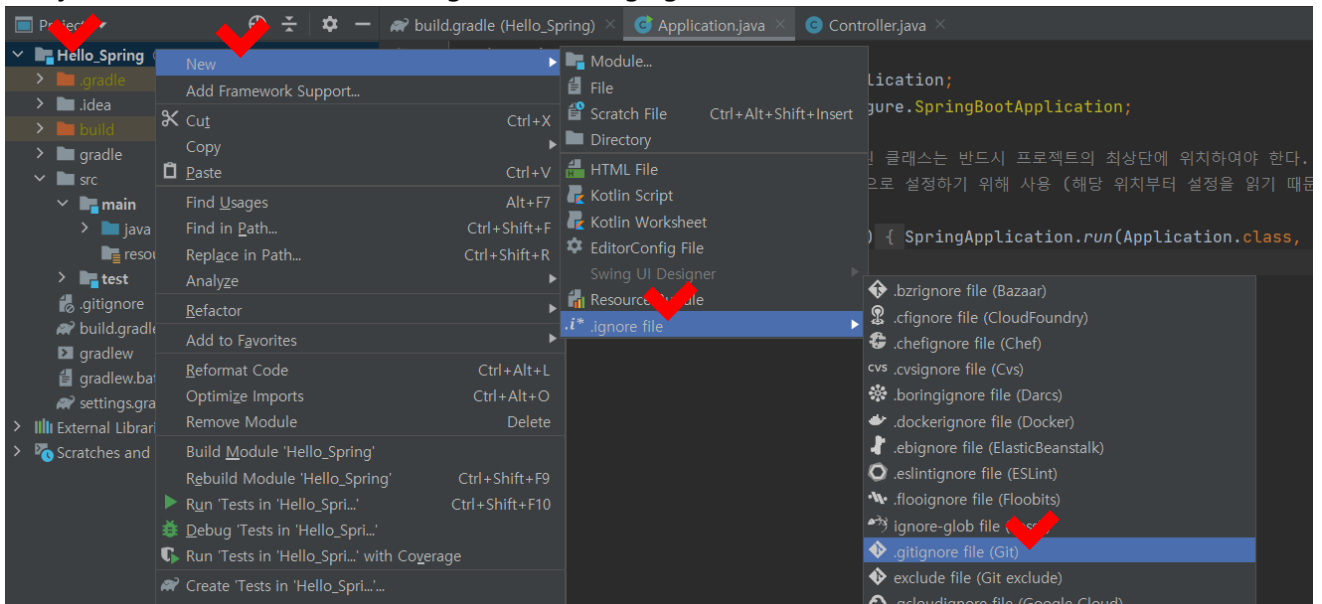 Project
build.gradle (Hello_Spring)
Application.java
Controller.java
Hello_Spring
.gradle
.idea
build
gradle
src
main
java
test
.gitignore
build.gradle
gradlew
External Librar
Scratches and
New
Add Framework Support...
Cut Ctrl+X
Copy
Paste Ctrl+V
Find Usages Alt+F7
Find in Path... Ctrl+Shift+F
Replace in Path... Ctrl+Shift+R
Analyze
Refactor
Add to Favorites
Reformat Code Ctrl+Alt+L
Optimize Imports Ctrl+Alt+O
Remove Module Delete
Build Module 'Hello_Spring'
Rebuild Module 'Hello_Spring' Ctrl+Shift+F9
Run 'Tests in 'Hello_Spri...' Ctrl+Shift+F10
Debug 'Tests in 'Hello_Spri...'
Run 'Tests in 'Hello_Spri...' with Coverage
Create 'Tests in 'Hello_Spri...'...
Module...
File
Scratch File Ctrl+Alt+Shift+Insert
Directory
HTML File
Kotlin Script
Kotlin Worksheet
EditorConfig File
Swing UI Designer
Resource Bundle
.i* .ignore file
.bzrignore file (Bazaar)
.cfignore file (CloudFoundry)
.chefignore file (Chef)
cvs .cvsignore file (Cvs)
.boringignore file (Darcs)
.dockerignore file (Docker)
.ebignore file (ElasticBeanstalk)
.eslintignore file (ESLint)
.flooignore file (Floobits)
ignore-glob file
.gitignore file (Git)
exclude file (Git exclude)
.gcloudignore file (Google Cloud)
lication;
gure.SpringBootApplication;
클래스는 반드시 프로젝트의 최상단에 위치하여야 한다.
으로 설정하기 위해 사용 (해당 위치부터 설정을 읽기
) { SpringApplication.run(Application.class,